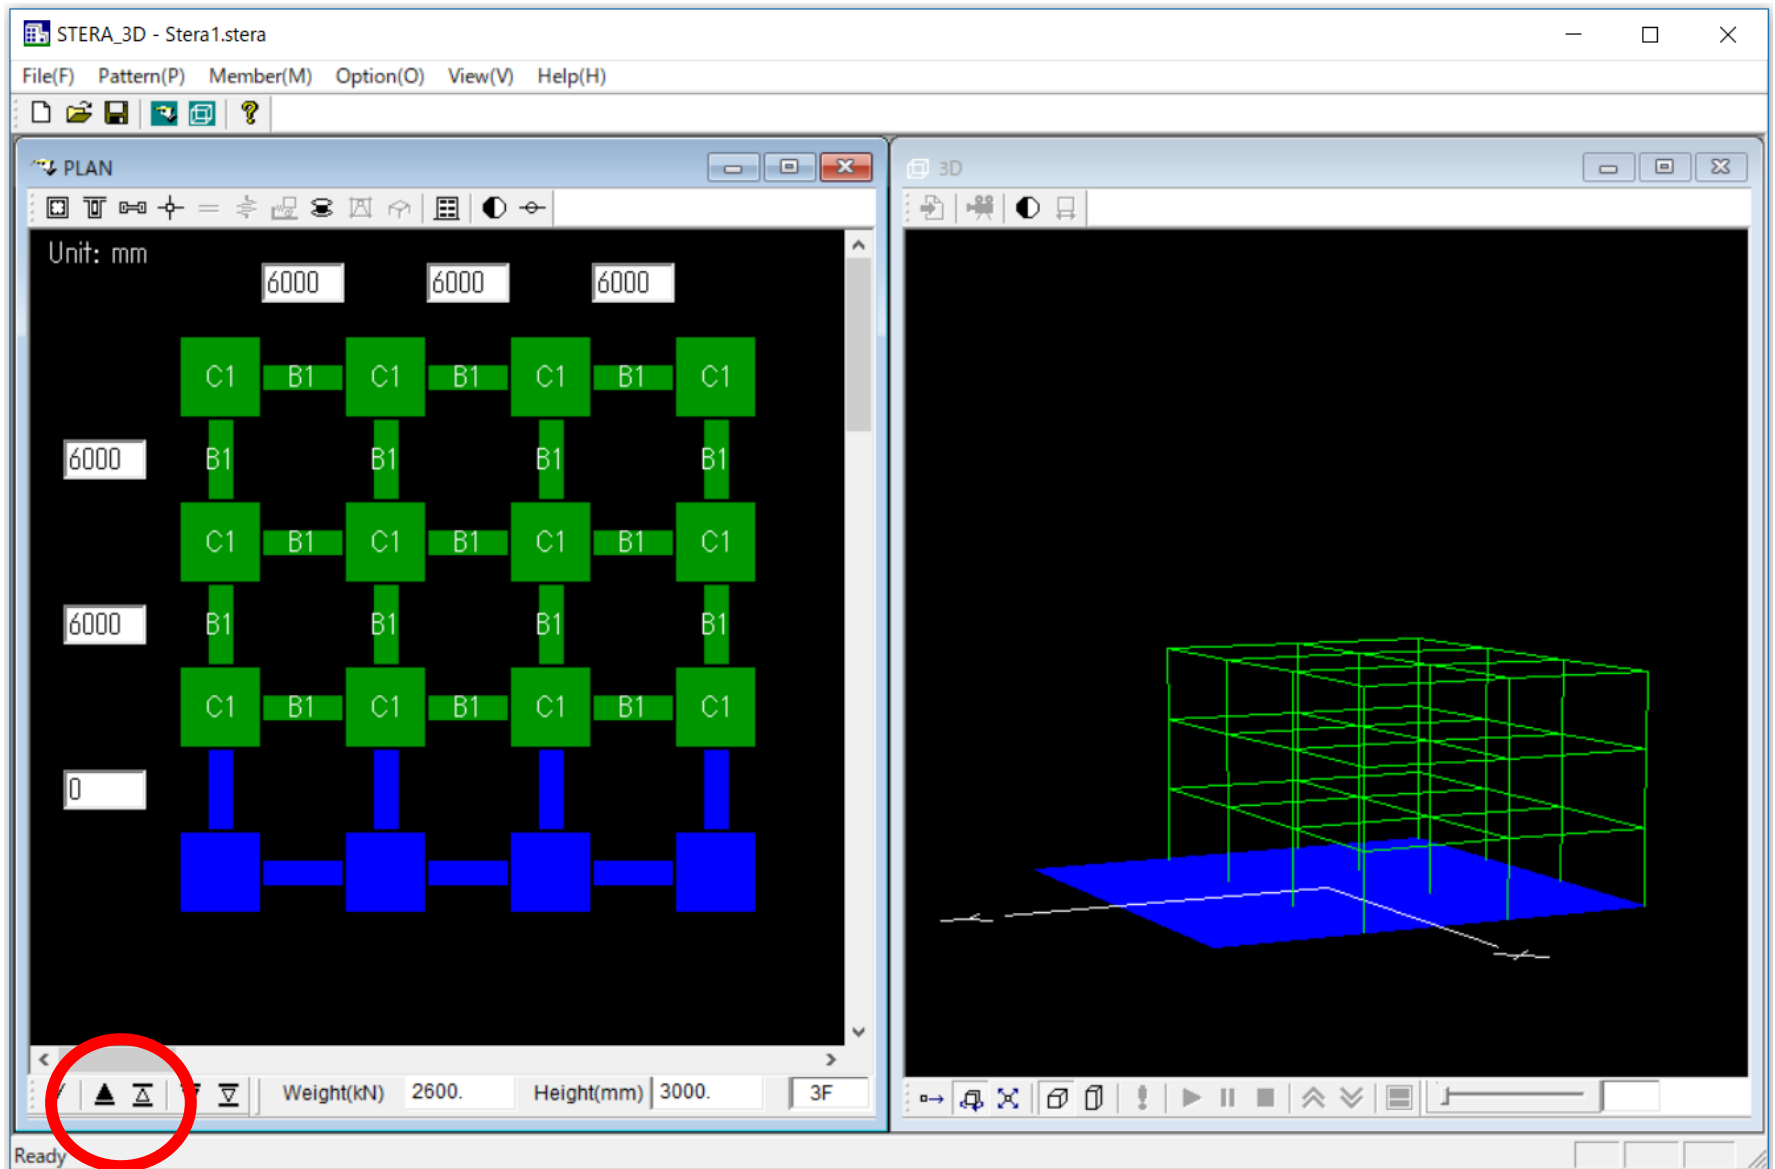 STERA_3D - Stera1.stera
File(F) Pattern(P) Member(M) Option(O) View(V) Help(H)
PLAN
Unit: mm
6000 6000 6000
C1 B1 C1 B1 C1 B1 C1
6000 B1 B1 B1 B1
C1 B1 C1 B1 C1 B1 C1
6000 B1 B1 B1 B1
C1 B1 C1 B1 C1 B1 C1
0
Weight(kN) 2600. Height(mm) 3000. 3F
3D
Ready